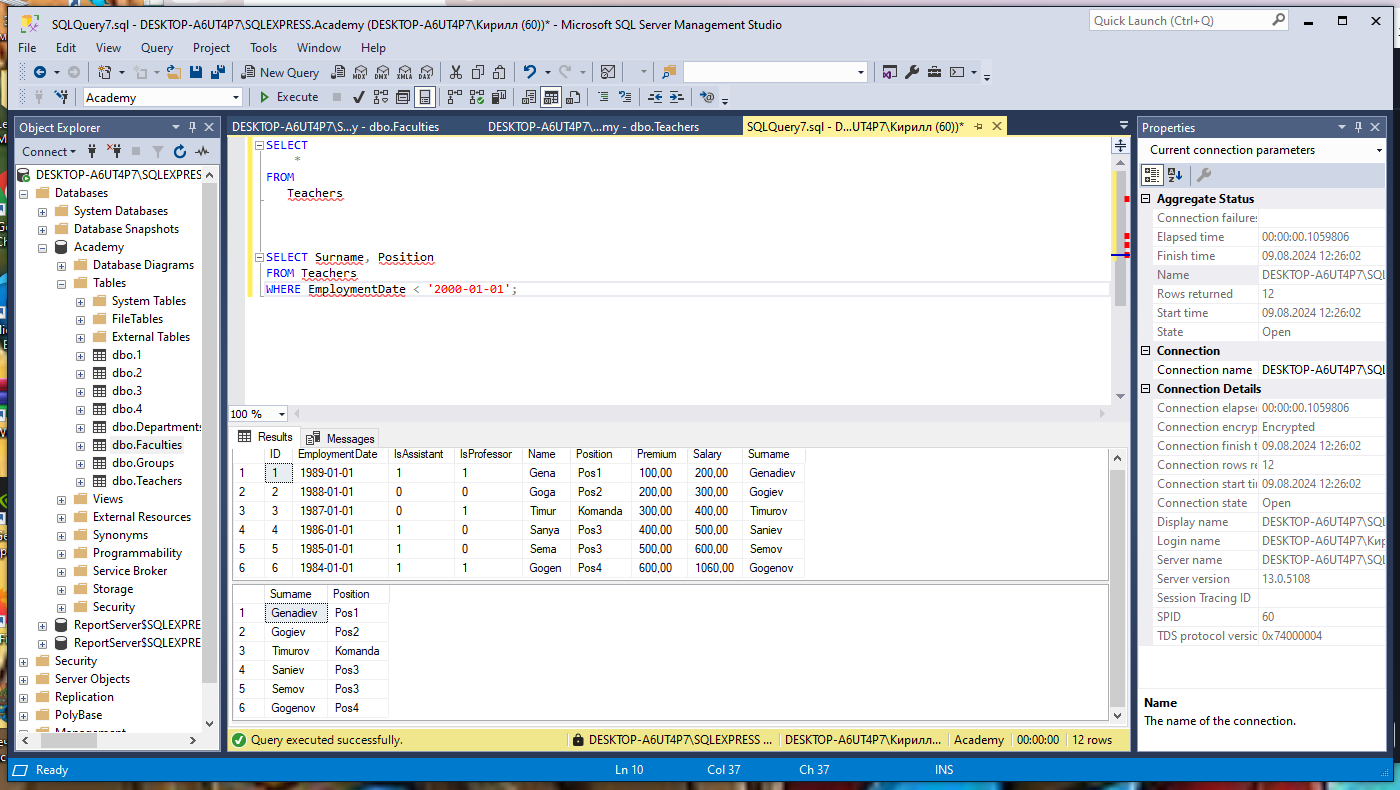 SQLQuery7.sql - DESKTOP-A6UT4P7\SQLEXPRESS.Academy (DESKTOP-A6UT4P7\Кирилл (60))* - Microsoft SQL Server Management Studio
Quick Launch (Ctrl+Q)
File Edit View Query Project Tools Window Help
New Query MDX DMX XMLA DAX
Academy Execute
Object Explorer
Connect
DESKTOP-A6UT4P7\SQLEXPRES
Databases
System Databases
Database Snapshots
Academy
Database Diagrams
Tables
System Tables
FileTables
External Tables
dbo.1
dbo.2
dbo.3
dbo.4
dbo.Departments
dbo.Faculties
dbo.Groups
dbo.Teachers
Views
External Resources
Synonyms
Programmability
Service Broker
Storage
Security
ReportServer$SQLEXPRE
ReportServer$SQLEXPRE
Security
Server Objects
Replication
PolyBase
Management
DESKTOP-A6UT4P7\S...y - dbo.Faculties DESKTOP-A6UT4P7\...my - dbo.Teachers SQLQuery7.sql - D...UT4P7\Кирилл (60))*
SELECT
*
FROM
Teachers
SELECT Surname, Position
FROM Teachers
WHERE EmploymentDate < '2000-01-01';
100 %
Results Messages
ID EmploymentDate IsAssistant IsProfessor Name Position Premium Salary Surname
1 1 1989-01-01 1 1 Gena Pos1 100,00 200,00 Genadiev
2 2 1988-01-01 0 0 Goga Pos2 200,00 300,00 Gogiev
3 3 1987-01-01 0 1 Timur Komanda 300,00 400,00 Timurov
4 4 1986-01-01 1 0 Sanya Pos3 400,00 500,00 Saniev
5 5 1985-01-01 1 0 Sema Pos3 500,00 600,00 Semov
6 6 1984-01-01 1 1 Gogen Pos4 600,00 1060,00 Gogenov
Surname Position
1 Genadiev Pos1
2 Gogiev Pos2
3 Timurov Komanda
4 Saniev Pos3
5 Semov Pos3
6 Gogenov Pos4
Query executed successfully. DESKTOP-A6UT4P7\SQLEXPRESS ... DESKTOP-A6UT4P7\Кирилл... Academy 00:00:00 12 rows
Properties
Current connection parameters
Aggregate Status
Connection failures
Elapsed time 00:00:00.1059806
Finish time 09.08.2024 12:26:02
Name DESKTOP-A6UT4P7\SQL
Rows returned 12
Start time 09.08.2024 12:26:02
State Open
Connection
Connection name DESKTOP-A6UT4P7\SQL
Connection Details
Connection elapse 00:00:00.1059806
Connection encryp Encrypted
Connection finish t 09.08.2024 12:26:02
Connection rows re 12
Connection start ti 09.08.2024 12:26:02
Connection state Open
Display name DESKTOP-A6UT4P7\SQL
Login name DESKTOP-A6UT4P7\Кир
Server name DESKTOP-A6UT4P7\SQL
Server version 13.0.5108
Session Tracing ID
SPID 60
TDS protocol versic 0x74000004
Name
The name of the connection.
Ready Ln 10 Col 37 Ch 37 INS